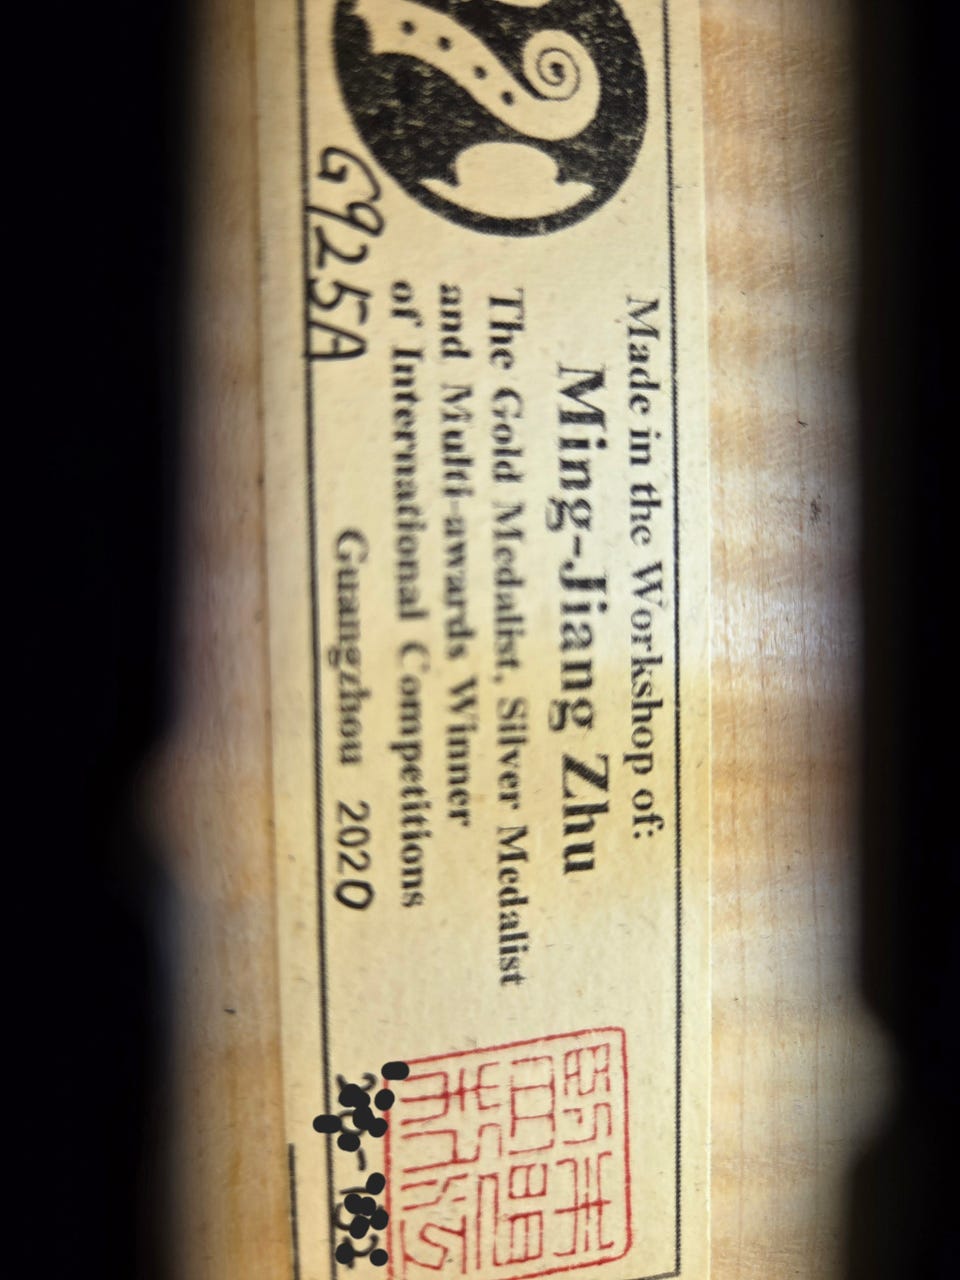 Made in the Workshop of:
Ming-Jiang Zhu
The Gold Medalist, Silver Medalist
and Multi-awards Winner
of International Competitions
G925A
Guangzhou 2020